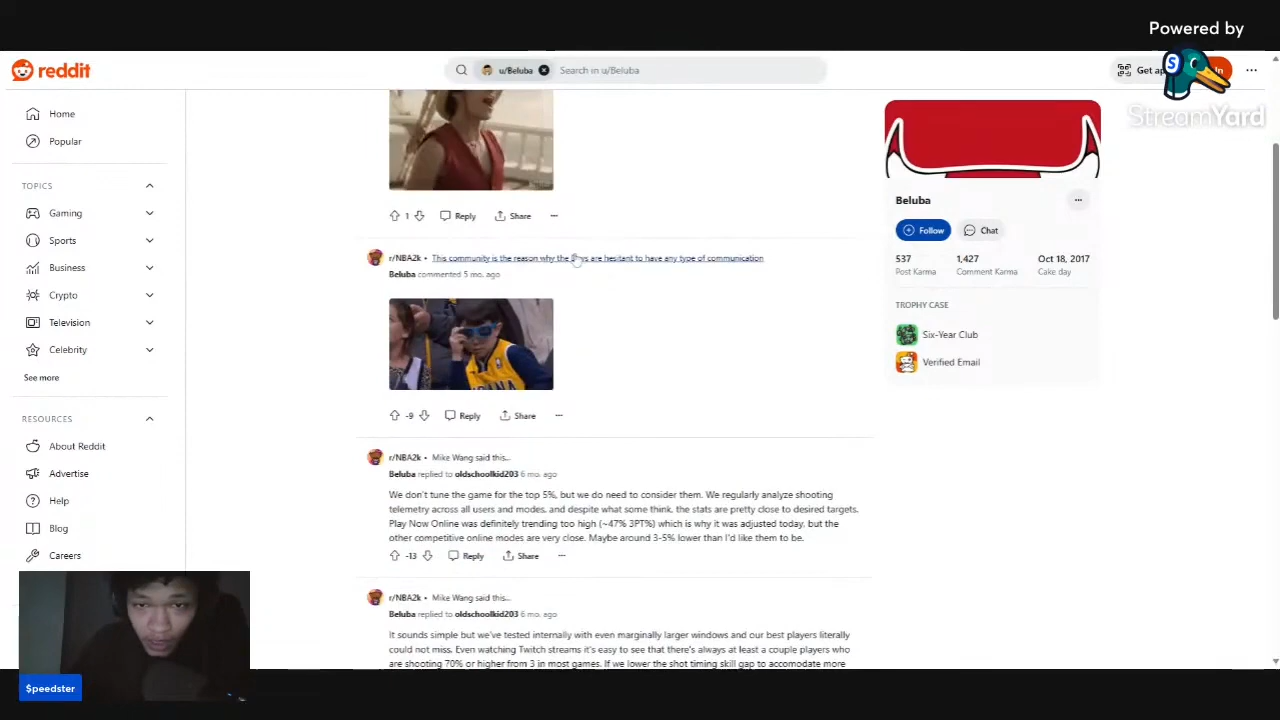 Powered by
StreamYard
reddit
u/Beluba
Search in u/Beluba
Get ap
In
Home
Popular
TOPICS
Gaming
Sports
Business
Crypto
Television
Celebrity
See more
RESOURCES
About Reddit
Advertise
Help
Blog
Careers
1
Reply
Share
r/NBA2k • This community is the reason why the are hesitant to have any type of communication
Beluba commented 5 mo. ago
-9
Reply
Share
r/NBA2k • Mike Wang said this...
Beluba replied to oldschoolkid203 6 mo. ago
We don't tune the game for the top 5%, but we do need to consider them. We regularly analyze shooting
telemetry across all users and modes, and despite what some think, the stats are pretty close to desired targets.
Play Now Online was definitely trending too high (~47% 3PT%) which is why it was adjusted today, but the
other competitive online modes are very close. Maybe around 3-5% lower than I'd like them to be.
-13
Reply
Share
r/NBA2k • Mike Wang said this...
Beluba replied to oldschoolkid203 6 mo. ago
It sounds simple but we've tested internally with even marginally larger windows and our best players literally
could not miss. Even watching Twitch streams it's easy to see that there's always at least a couple players who
are shooting 70% or higher from 3 in most games. If we lower the shot timing skill gap to accomodate more
Beluba
Follow
Chat
537
1,427
Oct 18, 2017
Post Karma
Comment Karma
Cake day
TROPHY CASE
Six-Year Club
Verified Email
$peedster